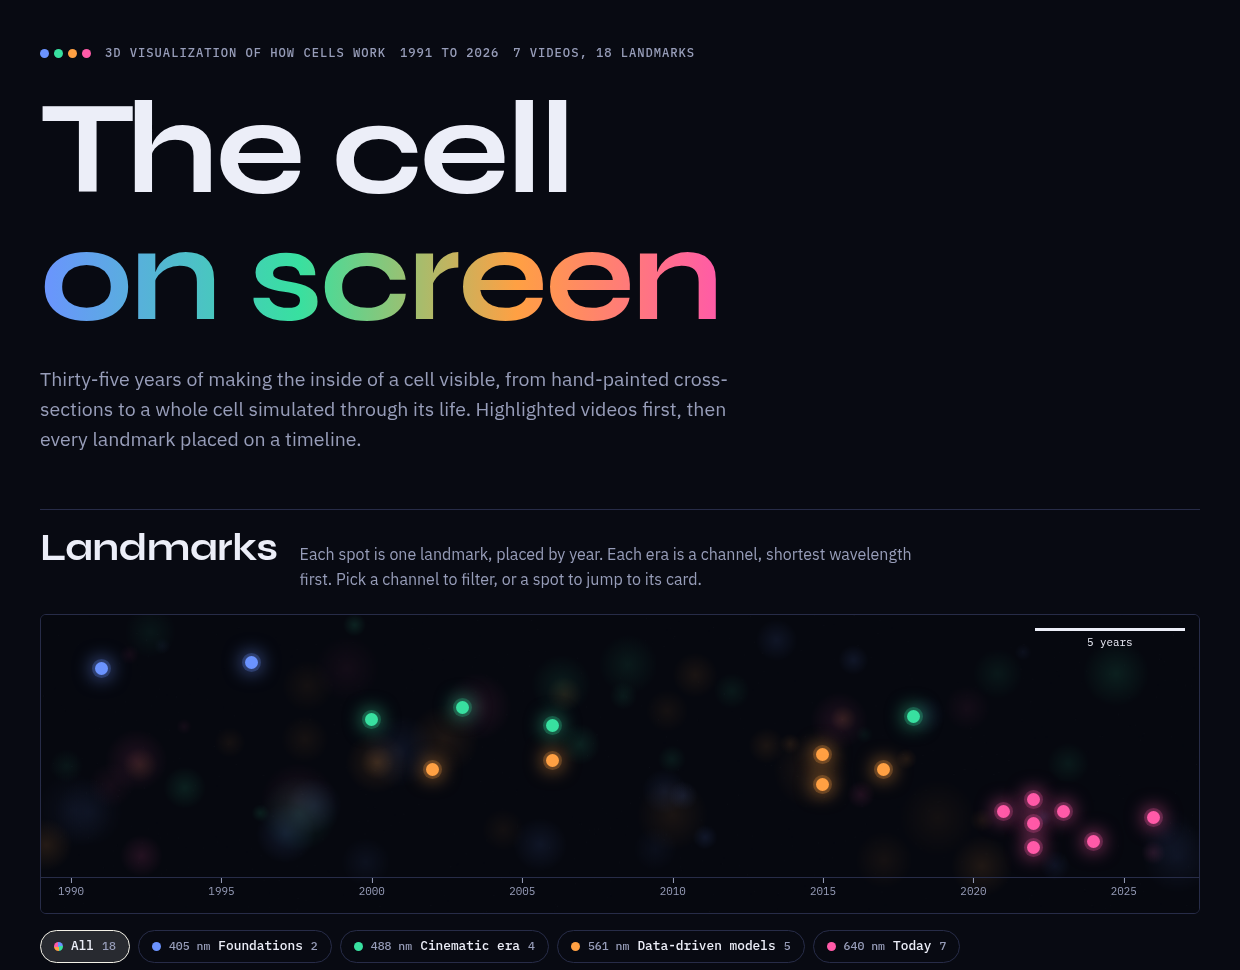 3D VISUALIZATION OF HOW CELLS WORK 1991 TO 2026 7 VIDEOS, 18 LANDMARKS
The cell
on screen
Thirty-five years of making the inside of a cell visible, from hand-painted cross-
sections to a whole cell simulated through its life. Highlighted videos first, then
every landmark placed on a timeline.
Landmarks
Each spot is one landmark, placed by year. Each era is a channel, shortest wavelength
first. Pick a channel to filter, or a spot to jump to its card.
5 years
1990 1995 2000 2005 2010 2015 2020 2025
All 18 405 nm Foundations 2 488 nm Cinematic era 4 561 nm Data-driven models 5 640 nm Today 7